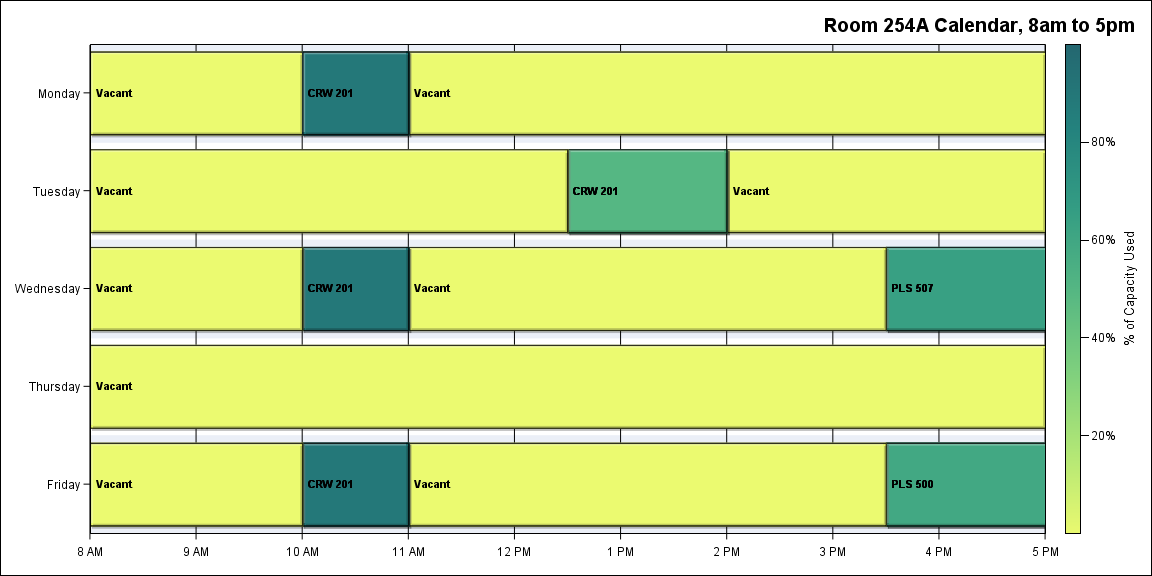 Room 254A Calendar, 8am to 5pm
Monday
Vacant
CRW 201
Vacant
Tuesday
Vacant
CRW 201
Vacant
Wednesday
Vacant
CRW 201
Vacant
PLS 507
Thursday
Vacant
Friday
Vacant
CRW 201
Vacant
PLS 500
8 AM
9 AM
10 AM
11 AM
12 PM
1 PM
2 PM
3 PM
4 PM
5 PM
80%
60%
40%
20%
% of Capacity Used